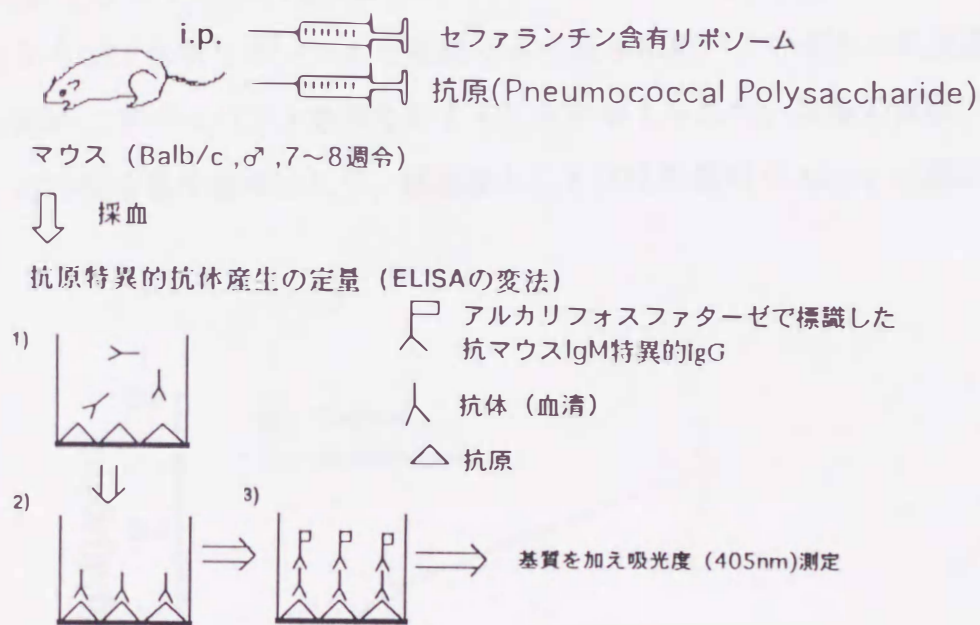 i.p.
セファランチン含有リポソーム
抗原(Pneumococcal Polysaccharide)
マウス (Balb/c ,♂ ,7～8週令)
採血
抗原特異的抗体産生の定量 (ELISAの変法)
アルカリフォスファターゼで標識した
抗マウスIgM特異的IgG
抗体（血清）
抗原
1)
2)
3)
基質を加え吸光度 (405nm)測定